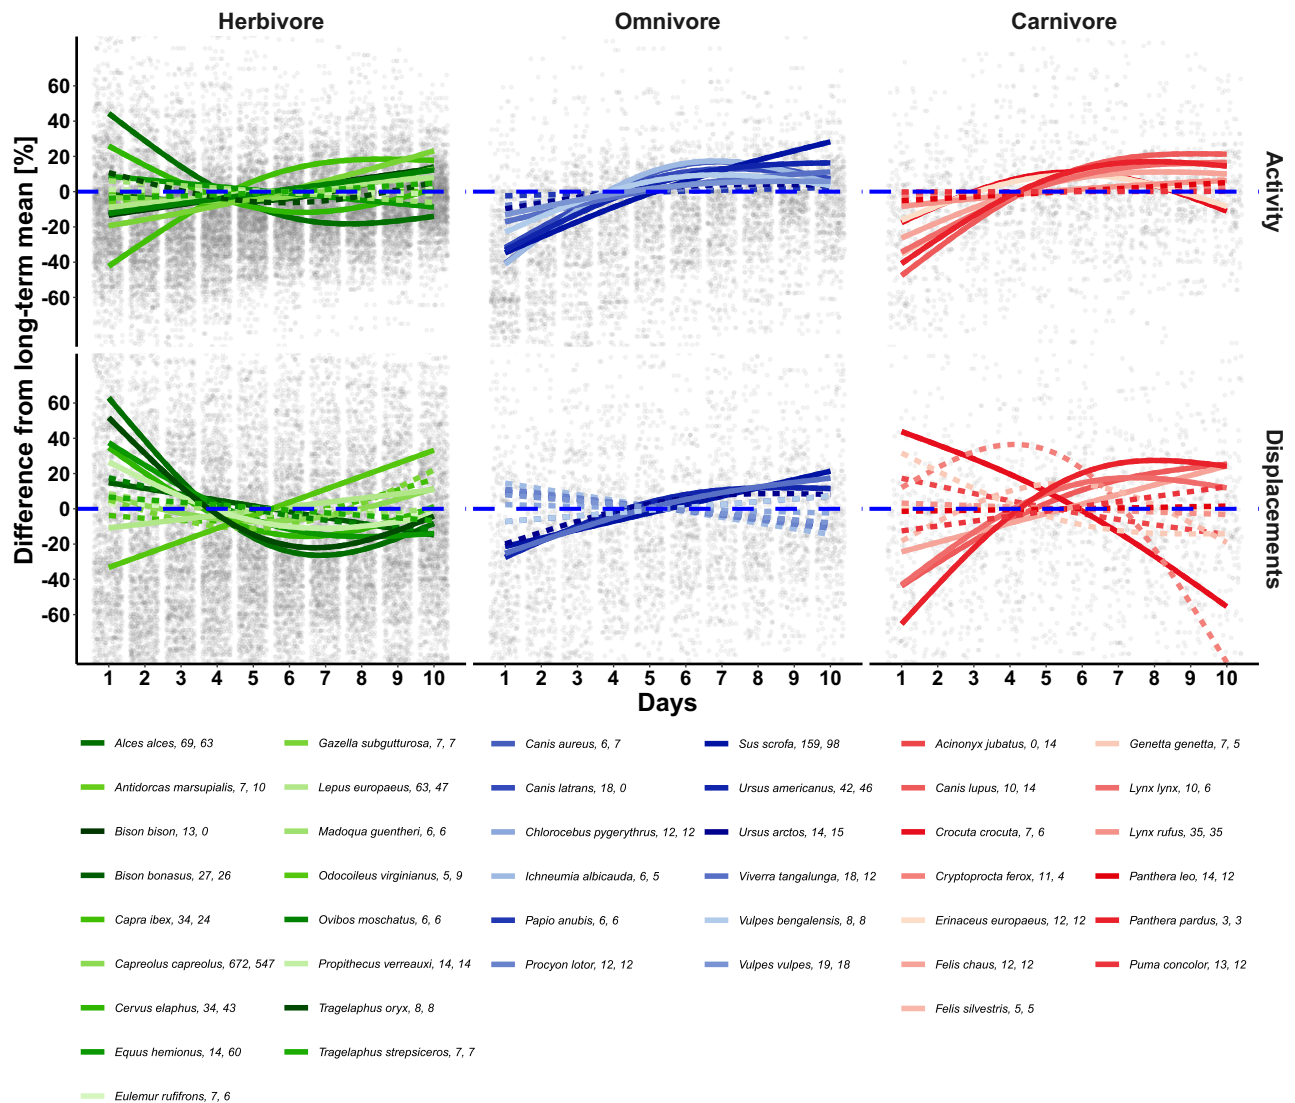 Herbivore Omnivore Carnivore
Difference from long-term mean [%]
60
40
20
0
-20
-40
-60
Activity
60
40
20
0
-20
-40
-60
Displacements
1 2 3 4 5 6 7 8 9 10 1 2 3 4 5 6 7 8 9 10 1 2 3 4 5 6 7 8 9 10
Days
Alces alces, 69, 63
Antidorcas marsupialis, 7, 10
Bison bison, 13, 0
Bison bonasus, 27, 26
Capra ibex, 34, 24
Capreolus capreolus, 672, 547
Cervus elaphus, 34, 43
Equus hemionus, 14, 60
Eulemur rufifrons, 7, 6
Gazella subgutturosa, 7, 7
Lepus europaeus, 63, 47
Madoqua guentheri, 6, 6
Odocoileus virginianus, 5, 9
Ovibos moschatus, 6, 6
Propithecus verreauxi, 14, 14
Tragelaphus oryx, 8, 8
Tragelaphus strepsiceros, 7, 7
Canis aureus, 6, 7
Canis latrans, 18, 0
Chlorocebus pygerythrus, 12, 12
Ichneumia albicauda, 6, 5
Papio anubis, 6, 6
Procyon lotor, 12, 12
Sus scrofa, 159, 98
Ursus americanus, 42, 46
Ursus arctos, 14, 15
Viverra tangalunga, 18, 12
Vulpes bengalensis, 8, 8
Vulpes vulpes, 19, 18
Acinonyx jubatus, 0, 14
Canis lupus, 10, 14
Crocuta crocuta, 7, 6
Cryptoprocta ferox, 11, 4
Erinaceus europaeus, 12, 12
Felis chaus, 12, 12
Felis silvestris, 5, 5
Genetta genetta, 7, 5
Lynx lynx, 10, 6
Lynx rufus, 35, 35
Panthera leo, 14, 12
Panthera pardus, 3, 3
Puma concolor, 13, 12